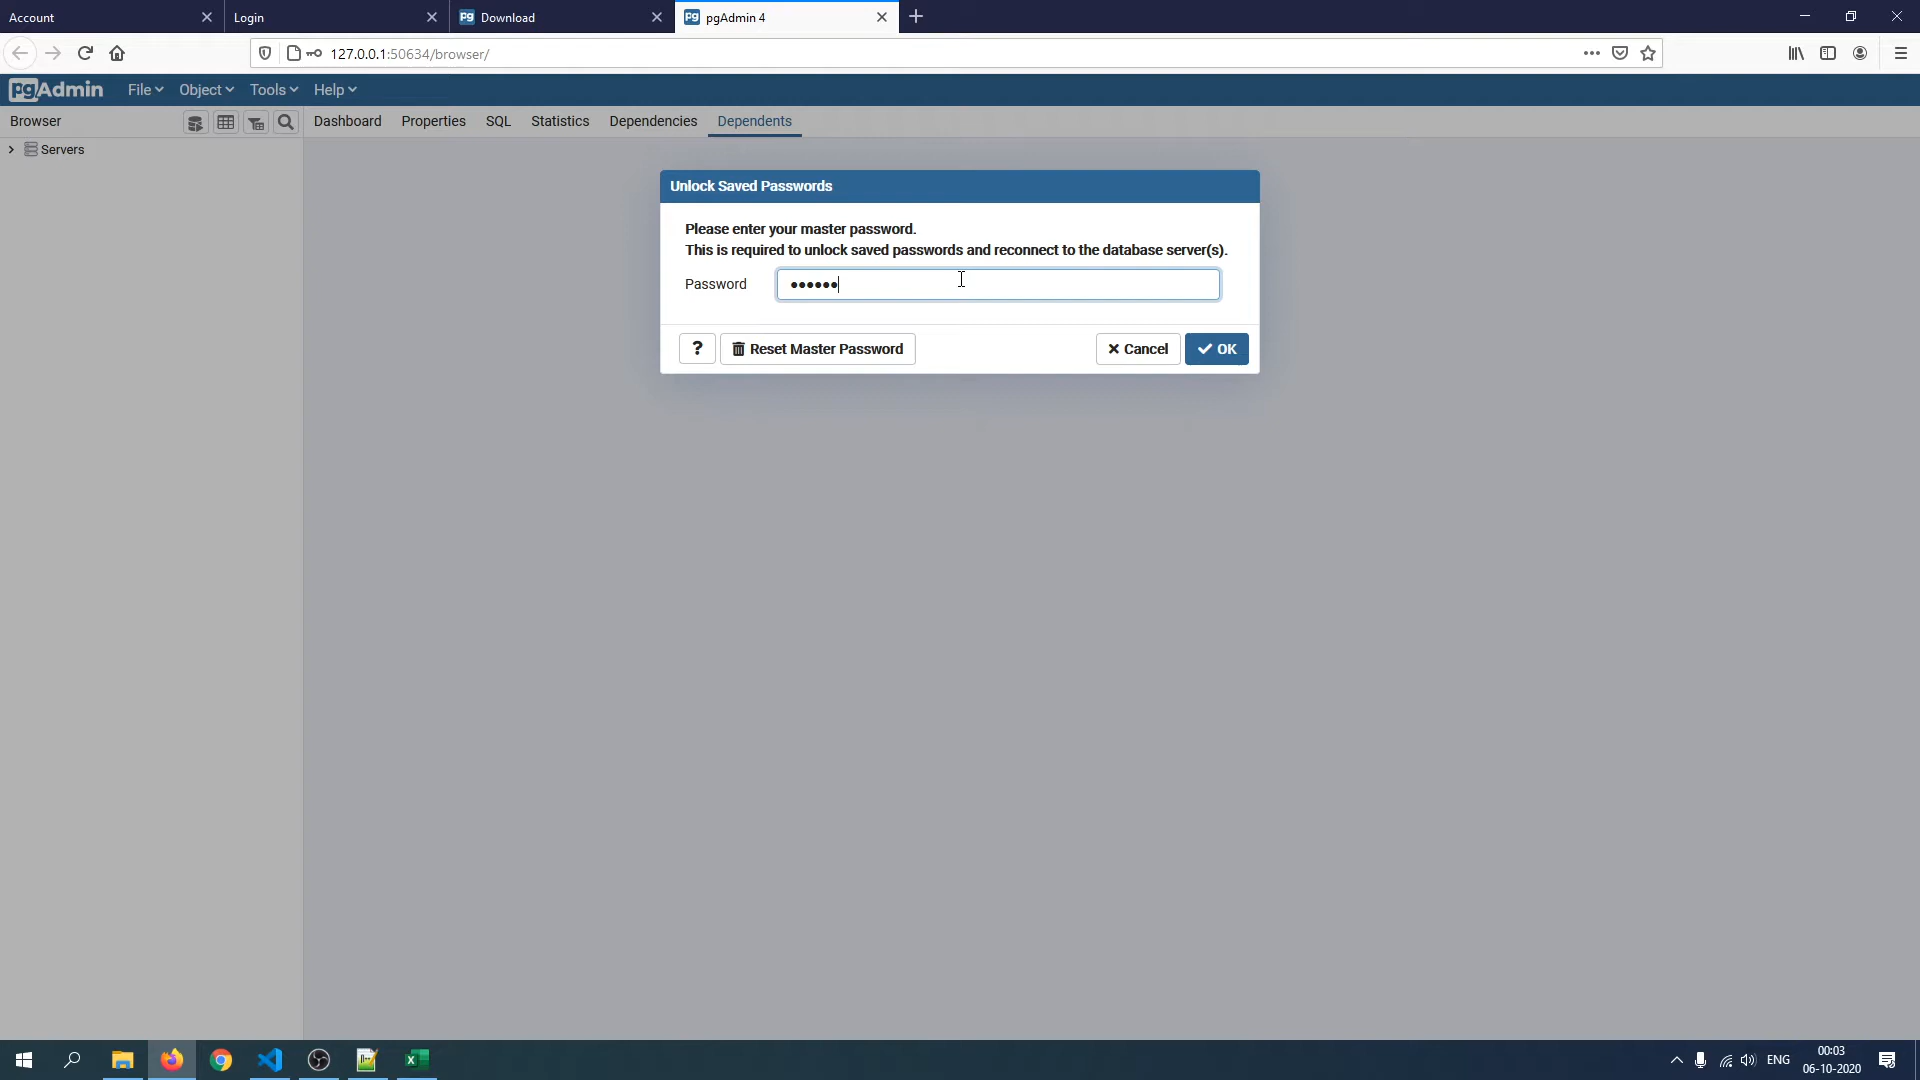 Account
Login
Download
pgAdmin 4
127.0.0.1:50634/browser/
pgAdmin File Object Tools Help
Browser
Dashboard Properties SQL Statistics Dependencies Dependents
Servers
Unlock Saved Passwords
Please enter your master password.
This is required to unlock saved passwords and reconnect to the database server(s).
Password ••••••
? Reset Master Password Cancel OK
ENG
00:03
06-10-2020